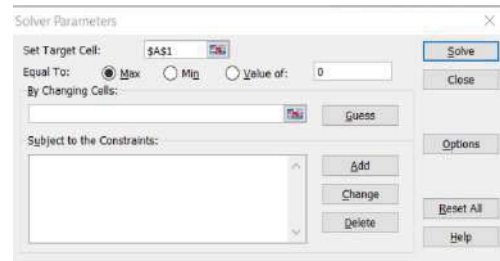 Solver Parameters
Set Target Cell: $A$1 Solve
Equal To: Max Min Value of: 0 Close
By Changing Cells:
Guess
Subject to the Constraints: Options
Add
Change
Reset All
Delete
Help